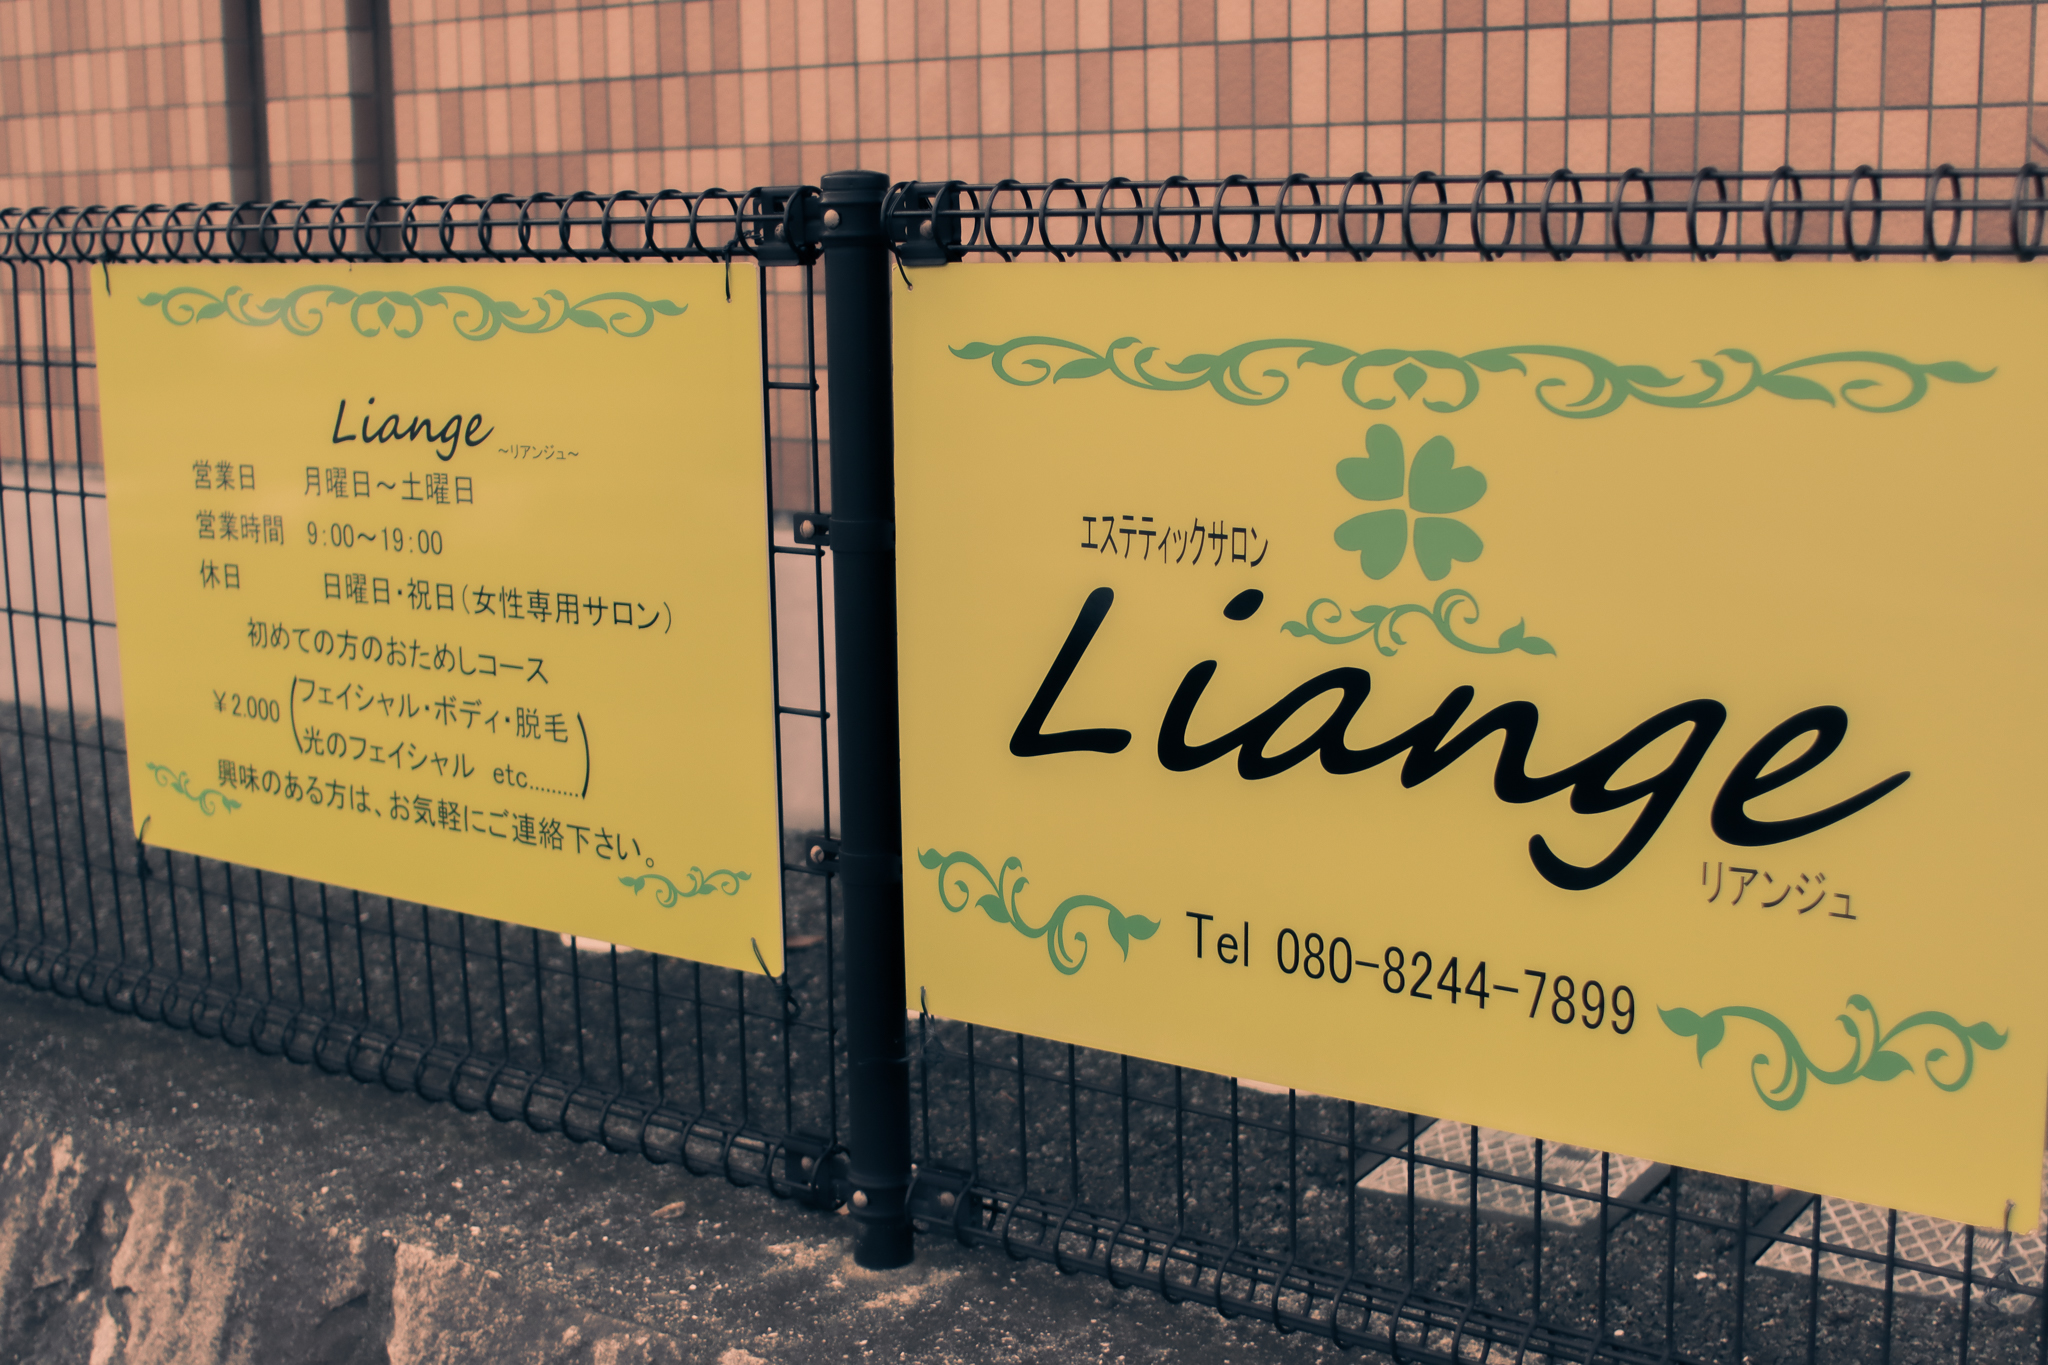 Liange
~リアンジュ~
営業日 月曜日~土曜日
営業時間 9:00~19:00
休日 日曜日・祝日(女性専用サロン)
初めての方のおためしコース
¥2.000 (フェイシャル・ボディ・脱毛
光のフェイシャル etc.........)
興味のある方は、お気軽にご連絡下さい。
エステティックサロン
Liange
リアンジュ
Tel 080-8244-7899